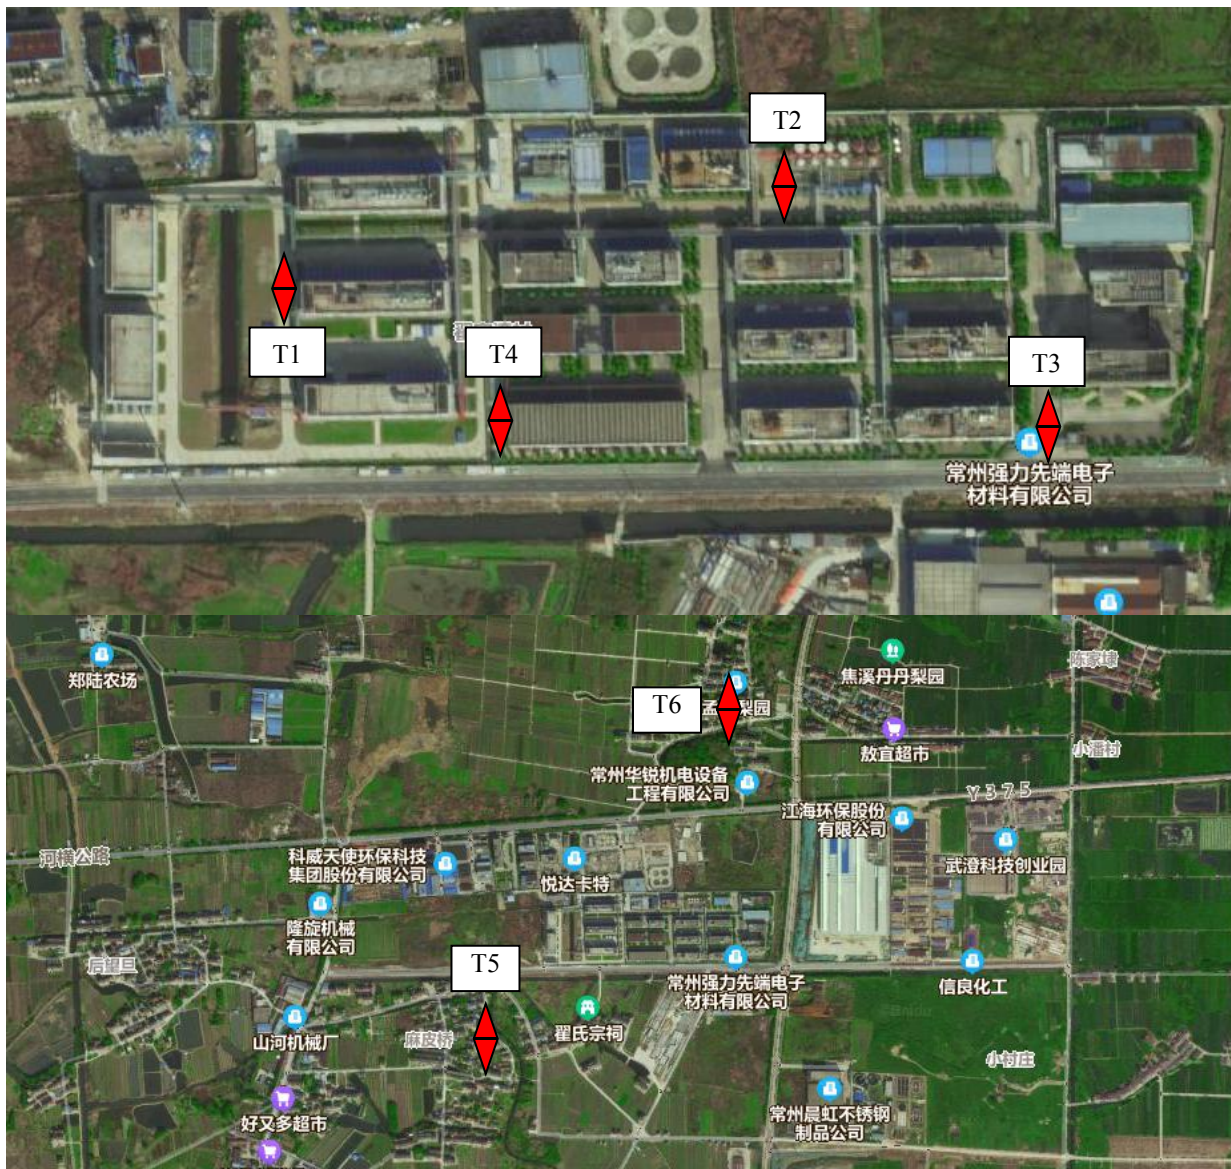 T2
T1
T4
T3
常州强力先端电子
材料有限公司
郑陆农场
焦溪丹丹梨园
陈家埭
T6
孟
梨园
敖宜超市
小潘村
常州华锐机电设备
工程有限公司
Y375
江海环保股份
有限公司
河横公路
科威天使环保科技
集团股份有限公司
悦达卡特
武澄科技创业园
隆旋机械
有限公司
后望旦
T5
常州强力先端电子
材料有限公司
信良化工
山河机械厂
麻皮桥
翟氏宗祠
小村庄
好又多超市
常州晨虹不锈钢
制品公司